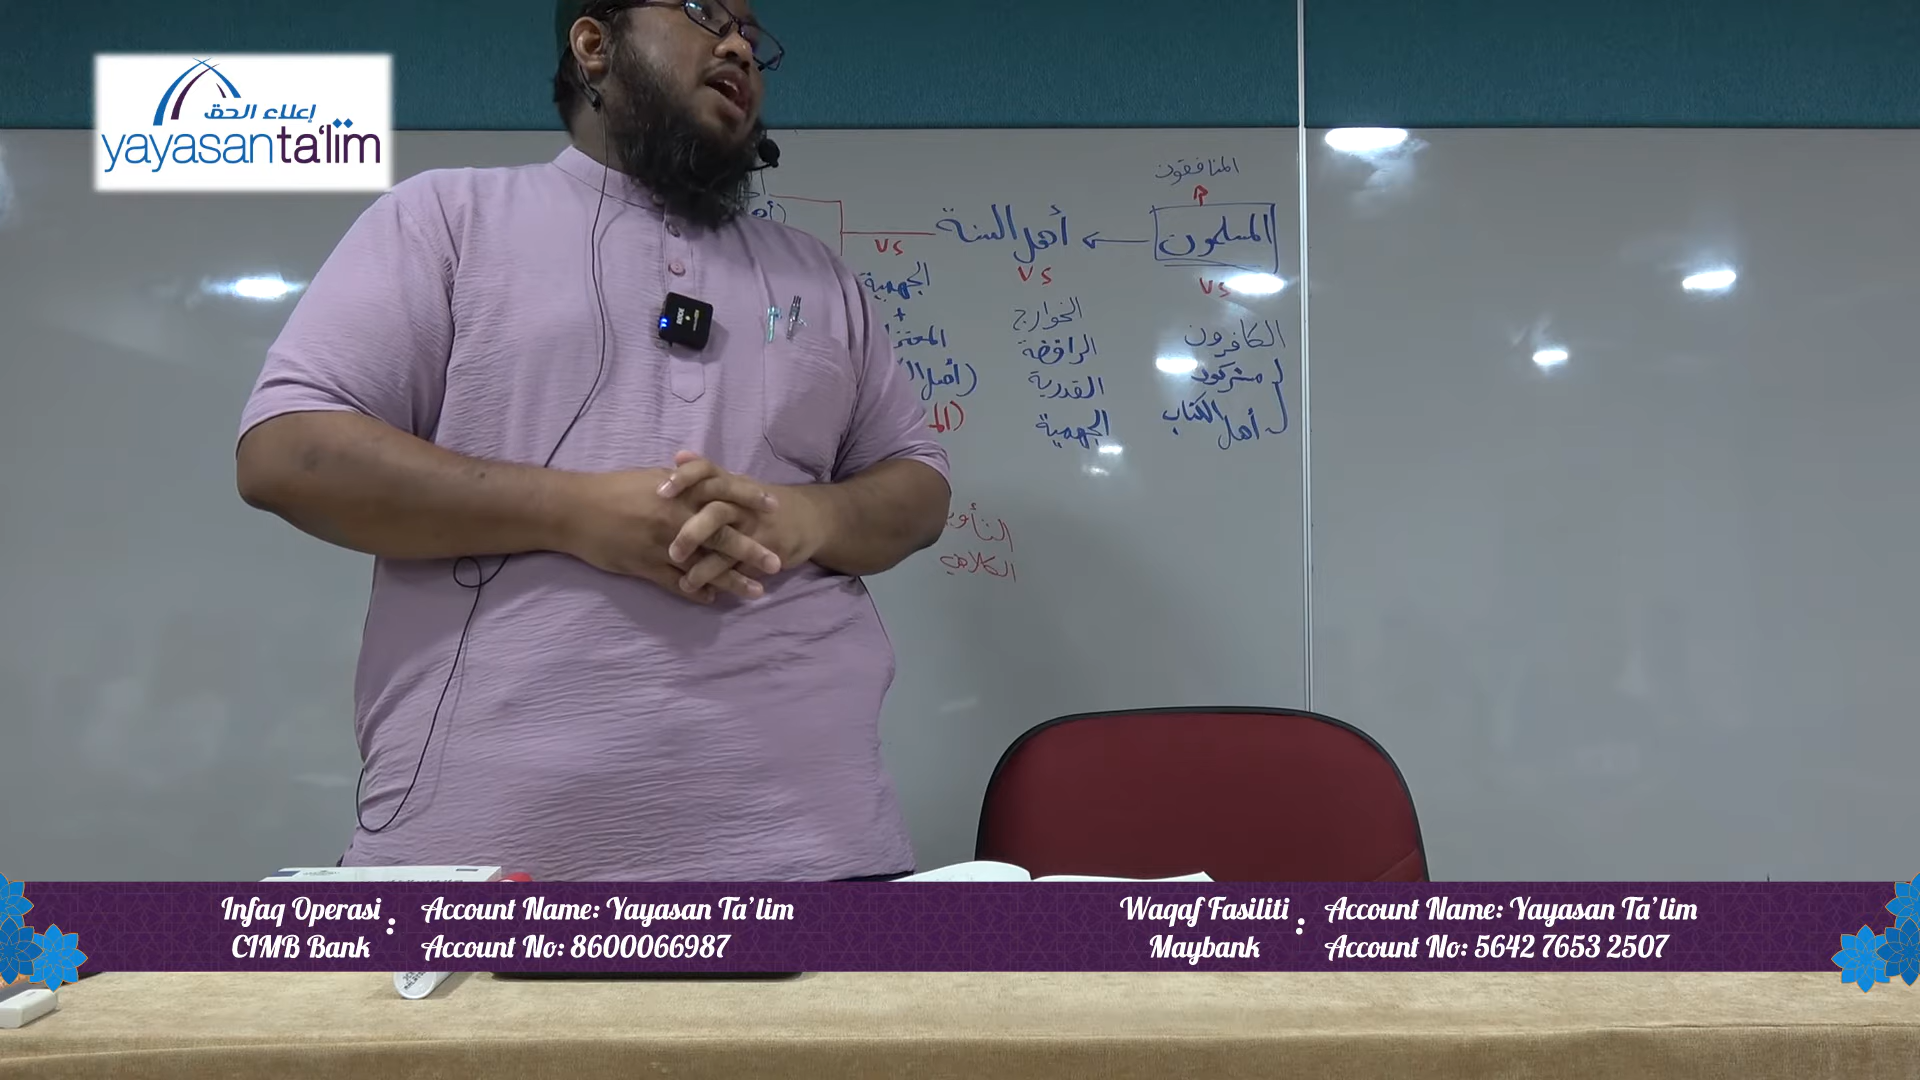 إعلاء الحق
yayasanta'lim
المنافقون
المسلمون
أهل السنة
vs
vs
vs
الكافرون
مشركون
أهل الكتاب
الخوارج
الرافضة
القدرية
الجهمية
الجهمية
+
الكلامي
RODE
Infaq Operasi : Account Name: Yayasan Ta'lim
CIMB Bank Account No: 8600066987
Waqaf Fasiliti : Account Name: Yayasan Ta'lim
Maybank Account No: 5642 7653 2507